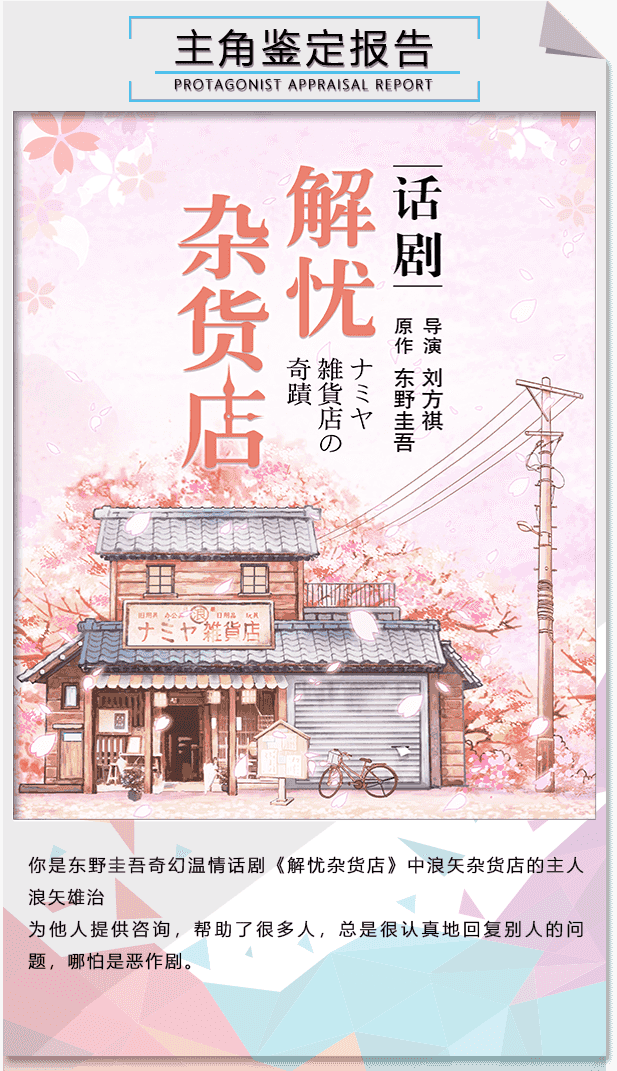 主角鉴定报告
PROTAGONIST APPRAISAL REPORT
话剧
解忧
杂货店
导演 刘方祺
原作 东野圭吾
ナミヤ
雑貨店の
奇蹟
日用品 玩具
ナミヤ 雑貨店
你是东野圭吾奇幻温情话剧《解忧杂货店》中浪矢杂货店的主人
浪矢雄治
为他人提供咨询，帮助了很多人，总是很认真地回复别人的问
题，哪怕是恶作剧。